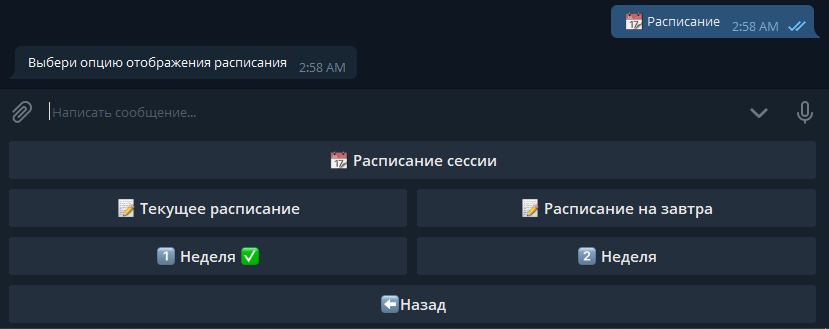 📅 Расписание 2:58 AM
Выбери опцию отображения расписания 2:58 AM
Написать сообщение...
📅 Расписание сессии
📝 Текущее расписание
📝 Расписание на завтра
1️⃣ Неделя ✅
2️⃣ Неделя
⬅️Назад